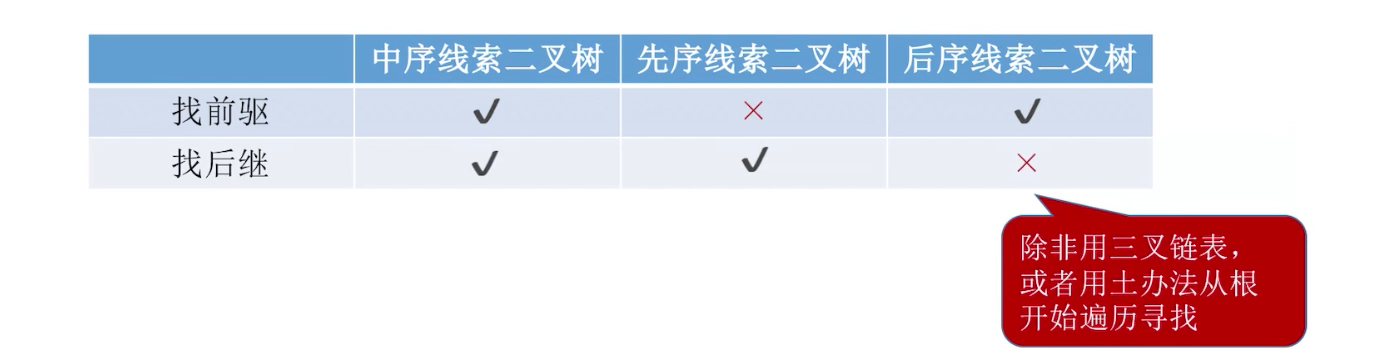 中序线索二叉树 先序线索二叉树 后序线索二叉树
找前驱 ✓ × ✓
找后继 ✓ ✓ ×
除非用三叉链表，
或者用土办法从根
开始遍历寻找